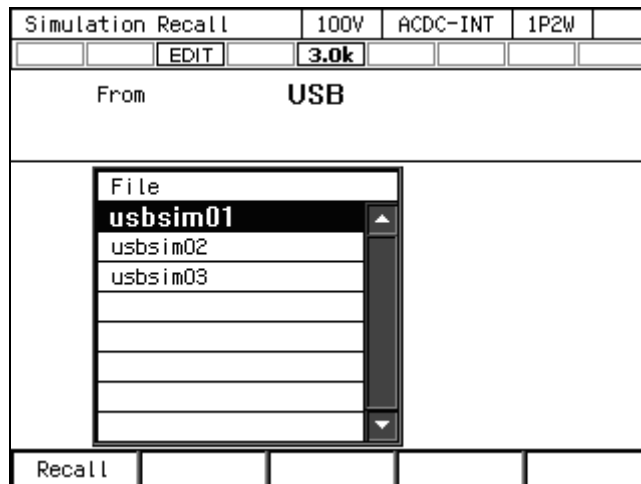 Simulation Recall 100V ACDC-INT 1P2W
EDIT 3.0k
From USB
File
usbsim01
usbsim02
usbsim03
Recall